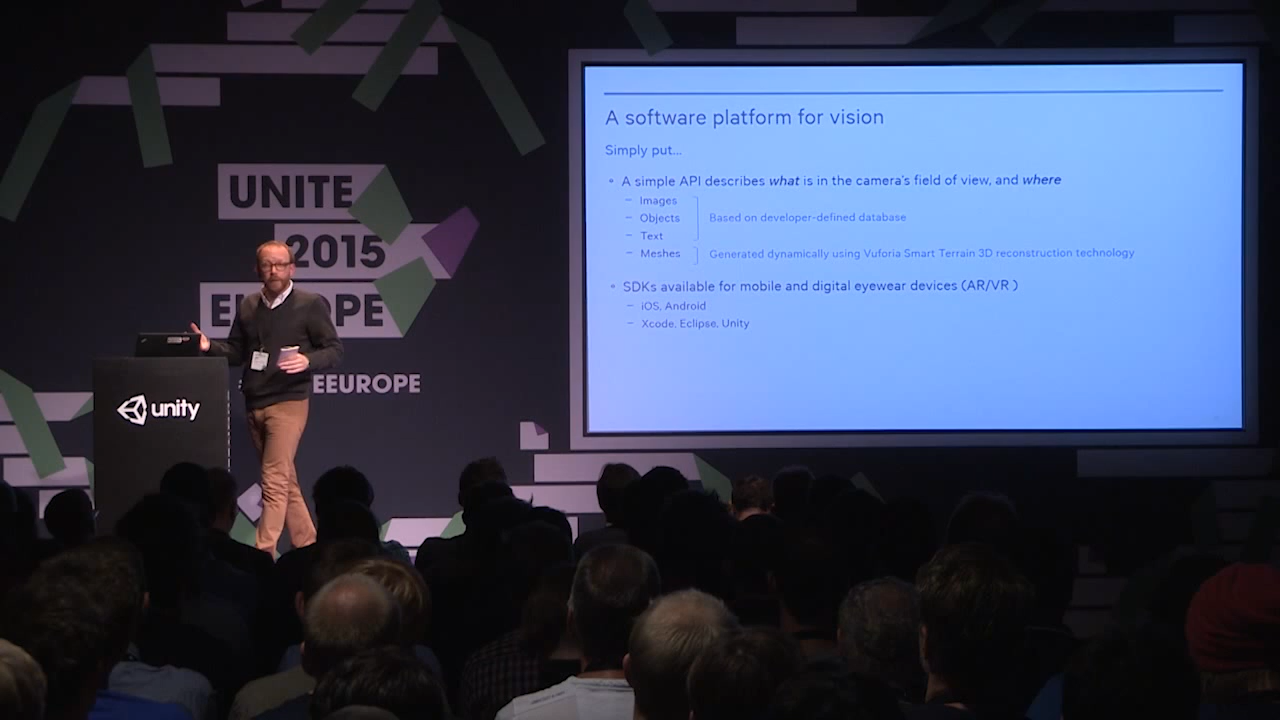 UNITE
2015
EUROPE
EEUROPE
unity
A software platform for vision
Simply put...
• A simple API describes what is in the camera's field of view, and where
– Images
– Objects
Based on developer-defined database
– Text
– Meshes
Generated dynamically using Vuforia Smart Terrain 3D reconstruction technology
• SDKs available for mobile and digital eyewear devices (AR/VR )
– iOS, Android
– Xcode, Eclipse, Unity